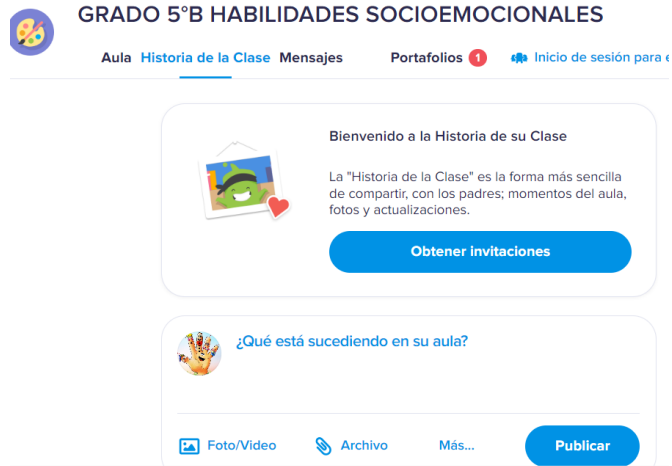 GRADO 5°B HABILIDADES SOCIOEMOCIONALES
Aula Historia de la Clase Mensajes Portafolios 1 Inicio de sesión para e
Bienvenido a la Historia de su Clase
La "Historia de la Clase" es la forma más sencilla
de compartir, con los padres; momentos del aula,
fotos y actualizaciones.
Obtener invitaciones
¿Qué está sucediendo en su aula?
Foto/Video Archivo Más... Publicar